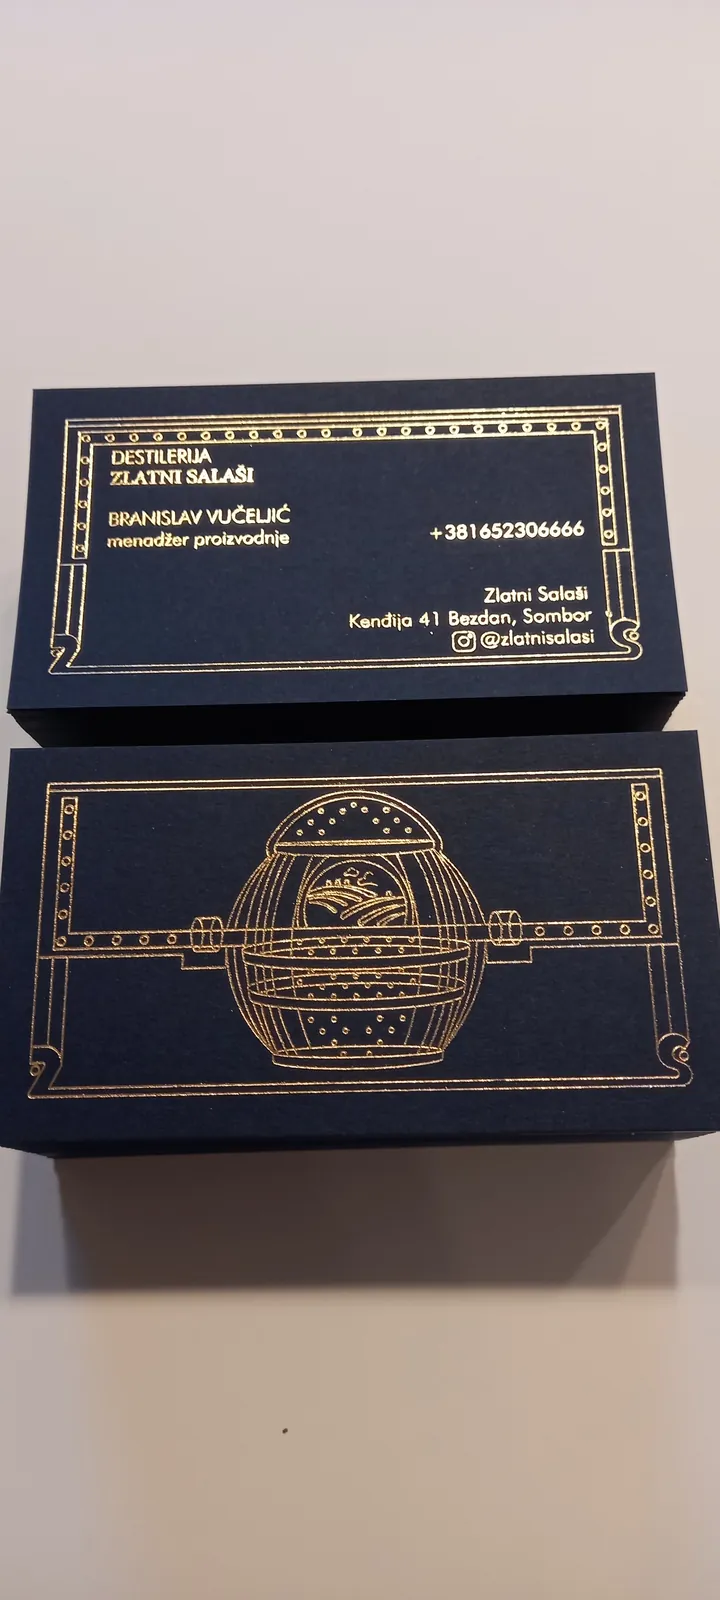 DESTILERIJA
ZLATNI SALAŠI
BRANISLAV VUČELJIĆ
menadžer proizvodnje
+381652306666
Zlatni Salaši
Kenđija 41 Bezdan, Sombor
@zlatnisalasi